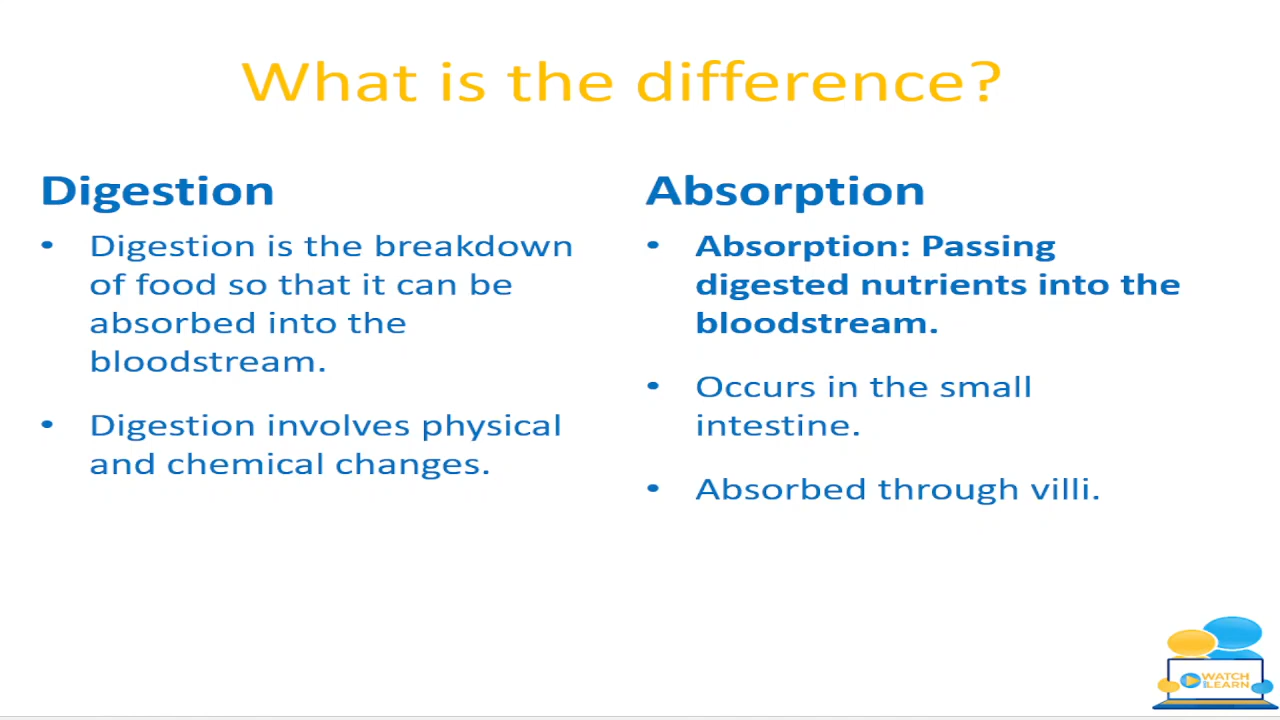 What is the difference?
Digestion
• Digestion is the breakdown
of food so that it can be
absorbed into the
bloodstream.
• Digestion involves physical
and chemical changes.
Absorption
• Absorption: Passing
digested nutrients into the
bloodstream.
• Occurs in the small
intestine.
• Absorbed through villi.
WATCH
LEARN